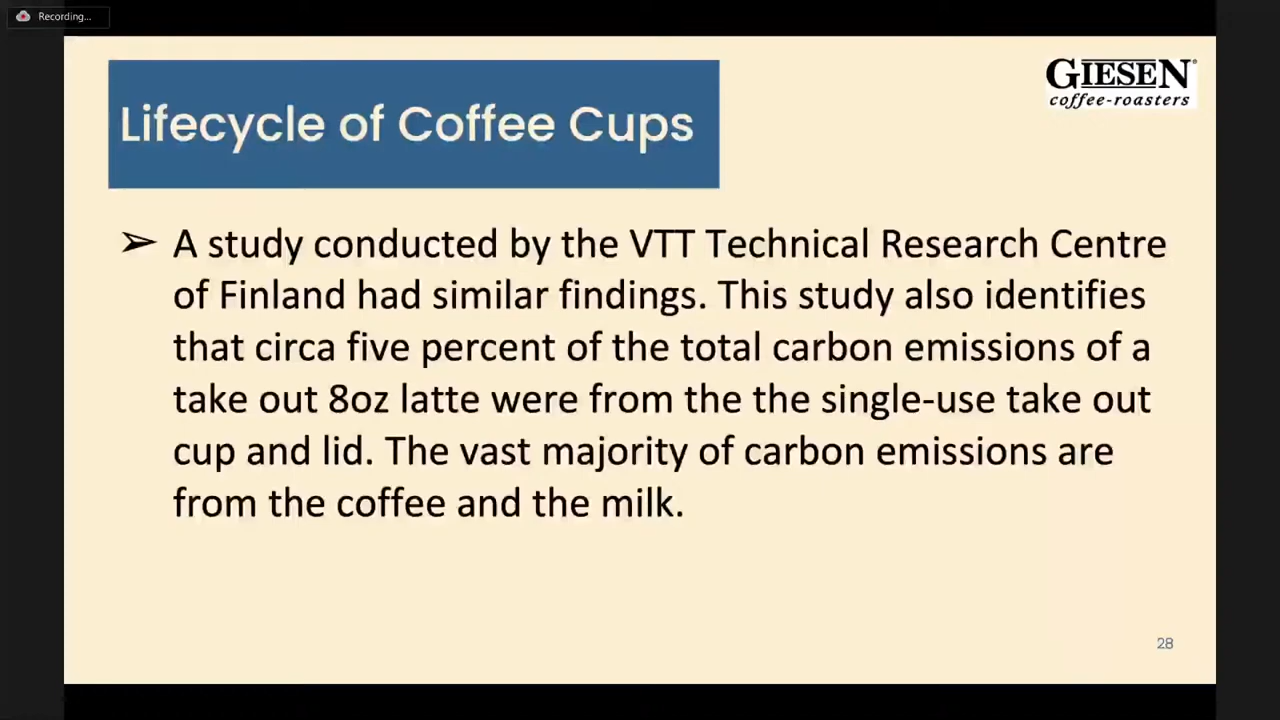 Recording...
GIESEN
coffee-roasters
Lifecycle of Coffee Cups
➢ A study conducted by the VTT Technical Research Centre
of Finland had similar findings. This study also identifies
that circa five percent of the total carbon emissions of a
take out 8oz latte were from the the single-use take out
cup and lid. The vast majority of carbon emissions are
from the coffee and the milk.
28